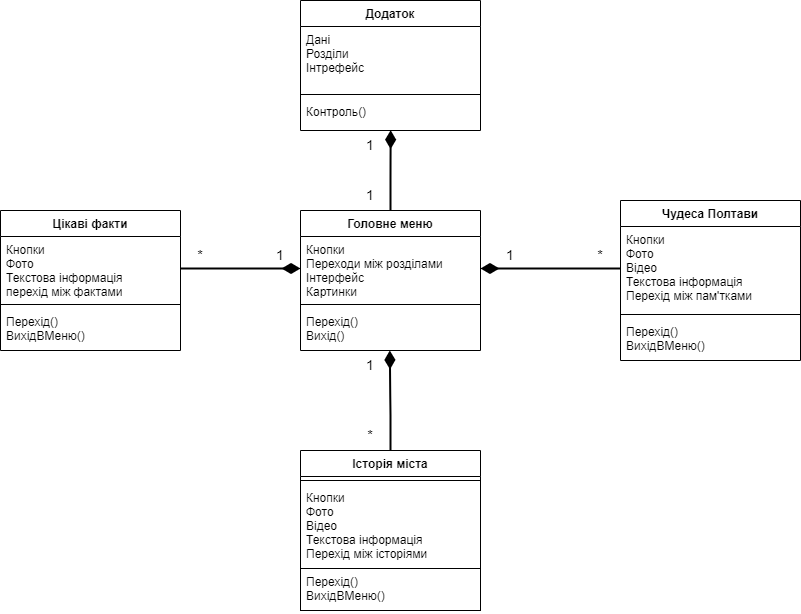 Додаток
Дані
Розділи
Інтрефейс
Контроль()
1
1
Цікаві факти
Кнопки
Фото
Текстова інформація
перехід між фактами
Перехід()
ВихідВМеню()
*
1
Головне меню
Кнопки
Переходи між розділами
Інтерфейс
Картинки
Перехід()
Вихід()
1
*
Чудеса Полтави
Кнопки
Фото
Відео
Текстова інформація
Перехід між пам'тками
Перехід()
ВихідВМеню()
1
*
Історія міста
Кнопки
Фото
Відео
Текстова інформація
Перехід між історіями
Перехід()
ВихідВМеню()